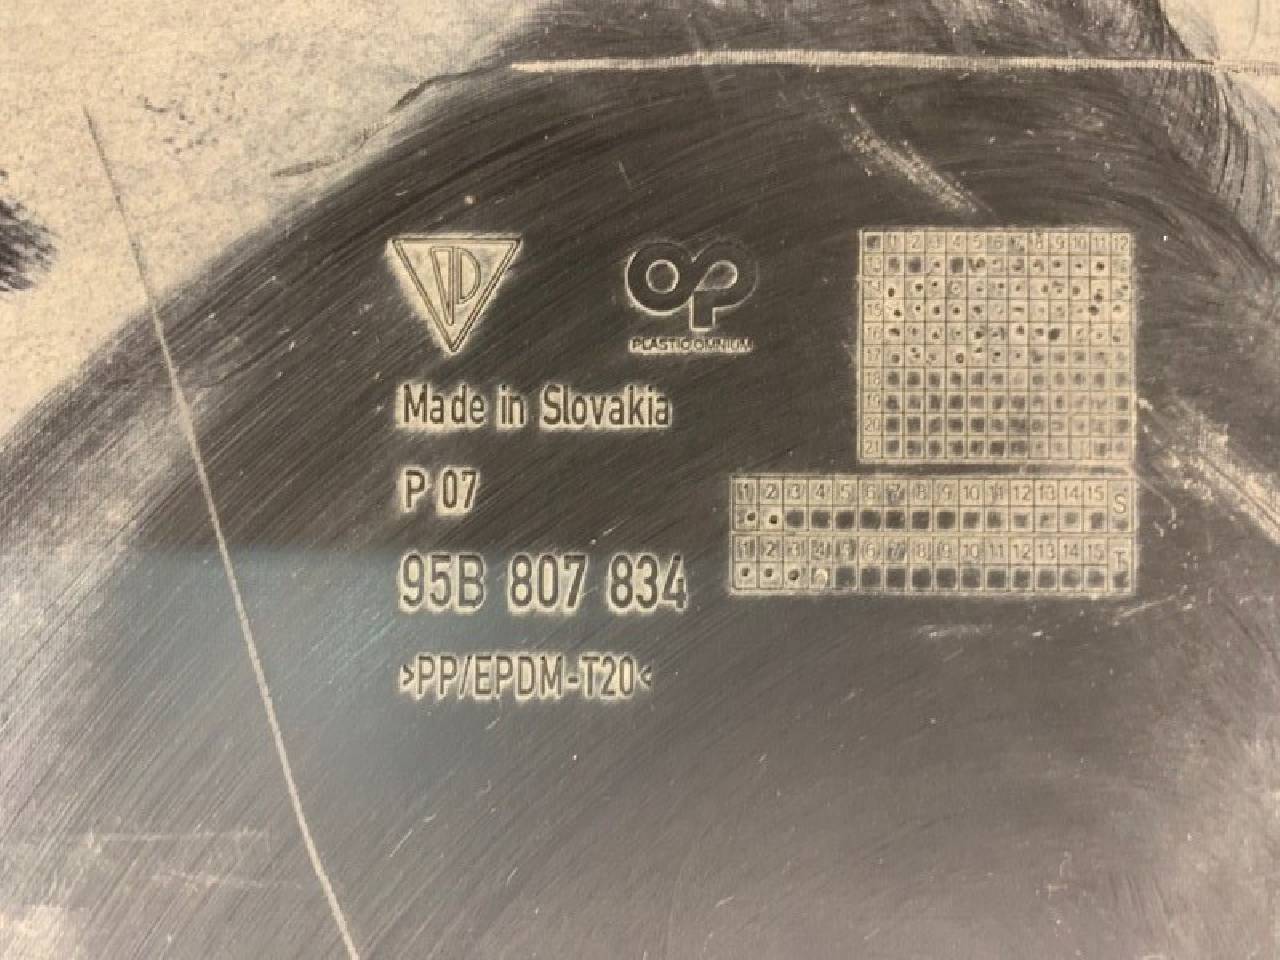 PLASTIC OMNIUM
Made in Slovakia
P 07
95B 807 834
>PP/EPDM-T20<
1 2 3 4 5 6 7 8 9 10 11 12
13
14
15
16
17
18
19
20
21
1 2 3 4 5 6 7 8 9 10 11 12 13 14 15 S
1 2 3 4 5 6 7 8 9 10 11 12 13 14 15 T